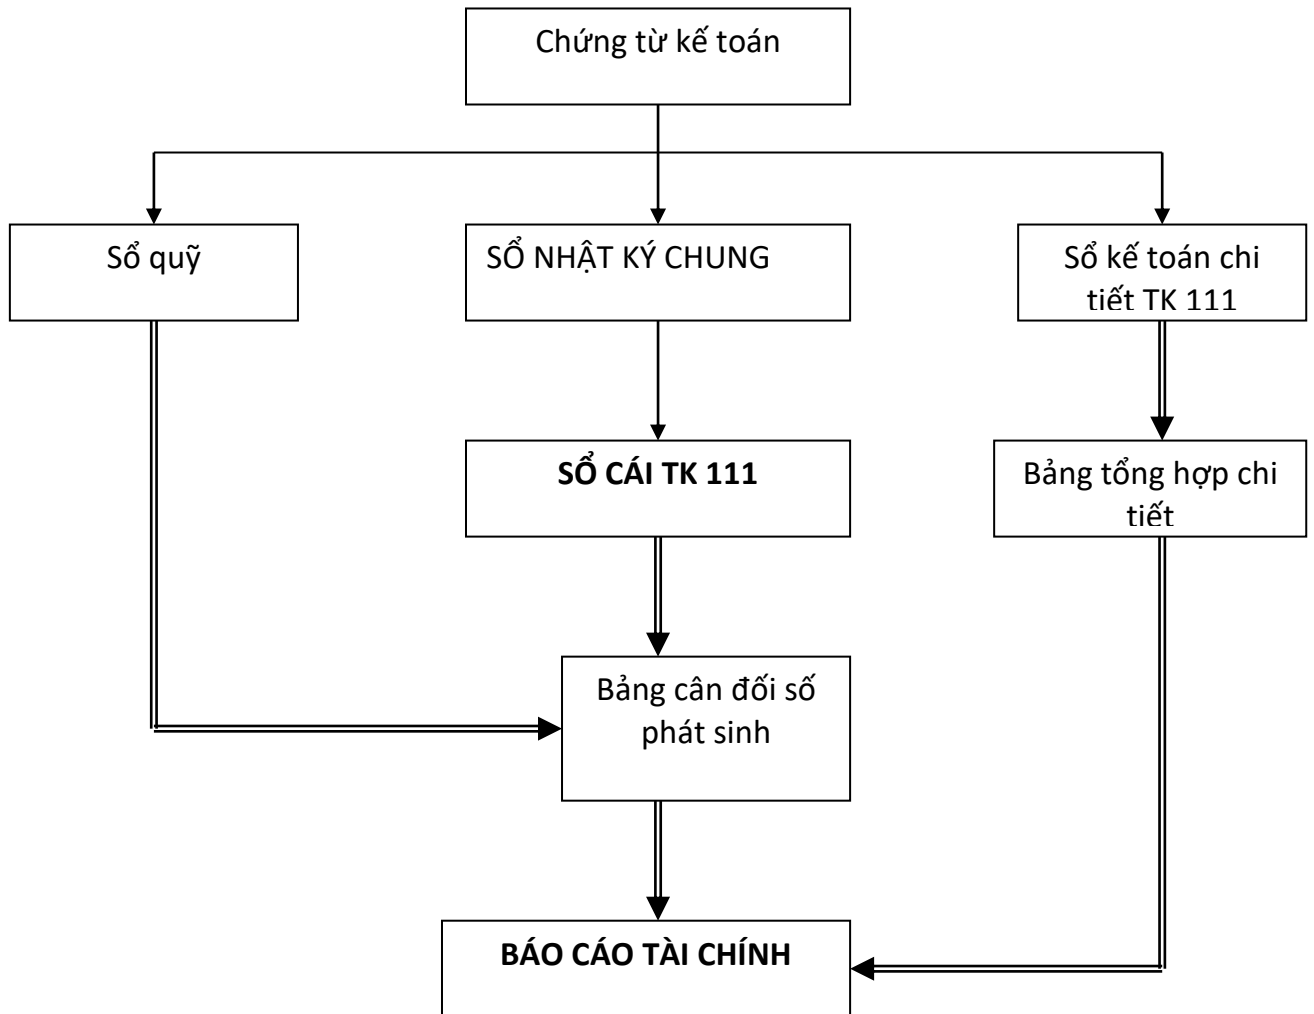 Chứng từ kế toán
Sổ quỹ
SỔ NHẬT KÝ CHUNG
Sổ kế toán chi
tiết TK 111
SỔ CÁI TK 111
Bảng tổng hợp chi
tiết
Bảng cân đối số
phát sinh
BÁO CÁO TÀI CHÍNH